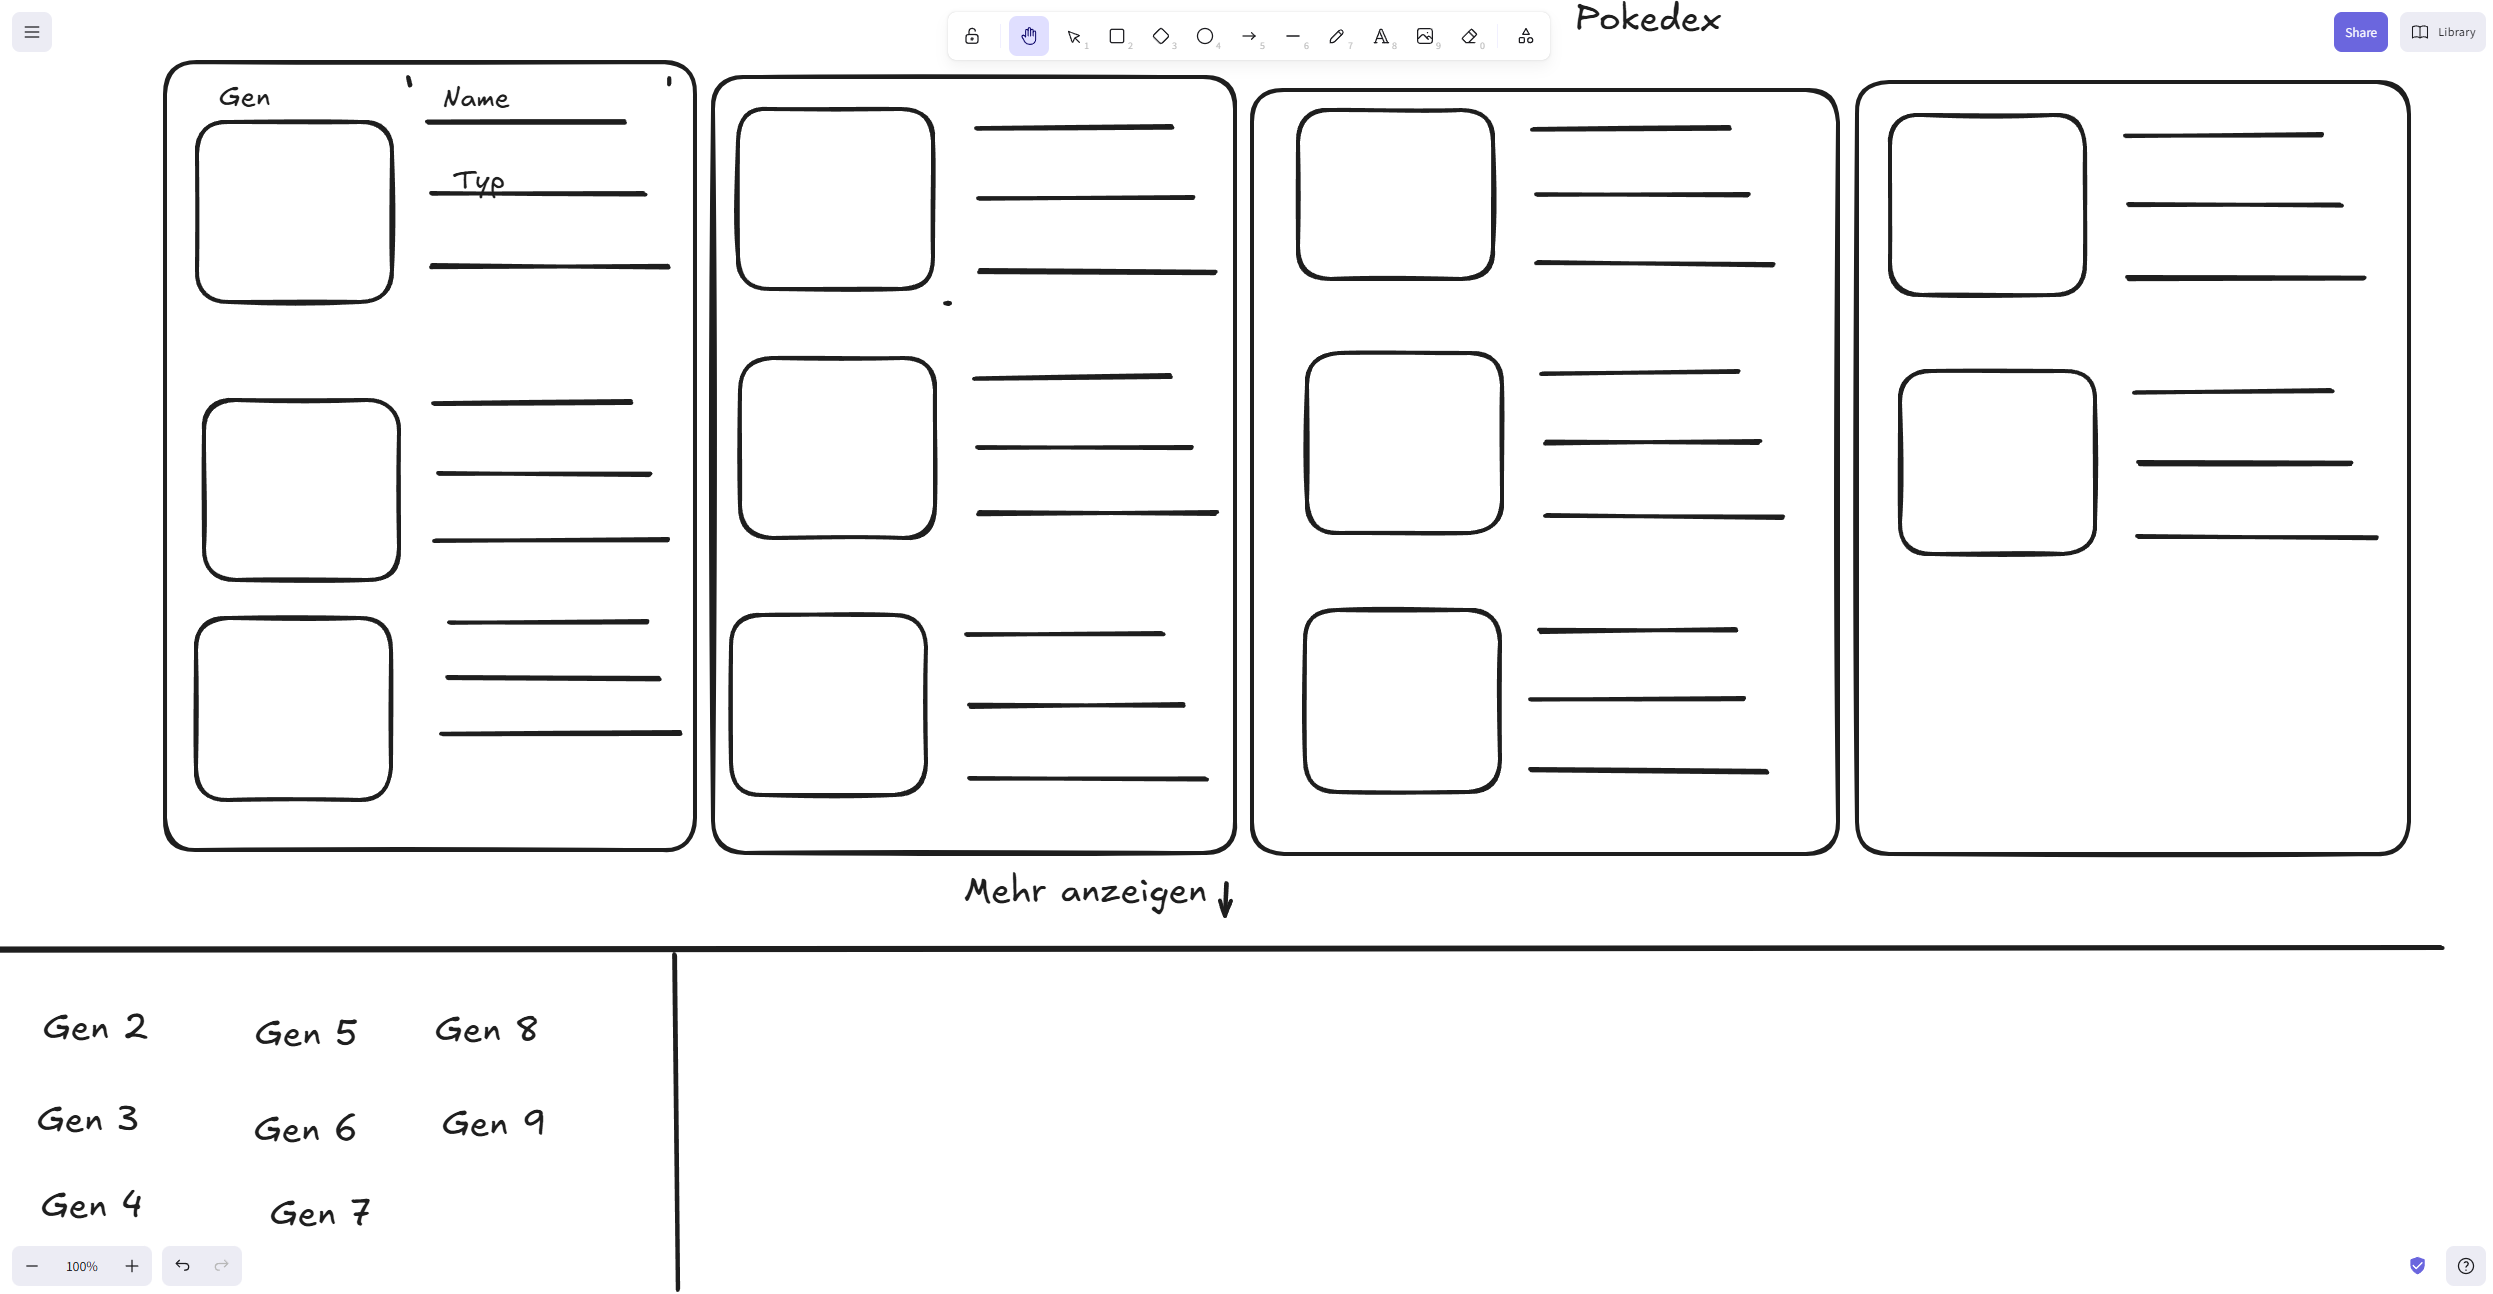 Pokedex
Share
Library
1
2
3
4
5
6
7
8
9
0
Gen
Name
Typ
Mehr anzeigen
Gen 2
Gen 5
Gen 8
Gen 3
Gen 6
Gen 9
Gen 4
Gen 7
100%